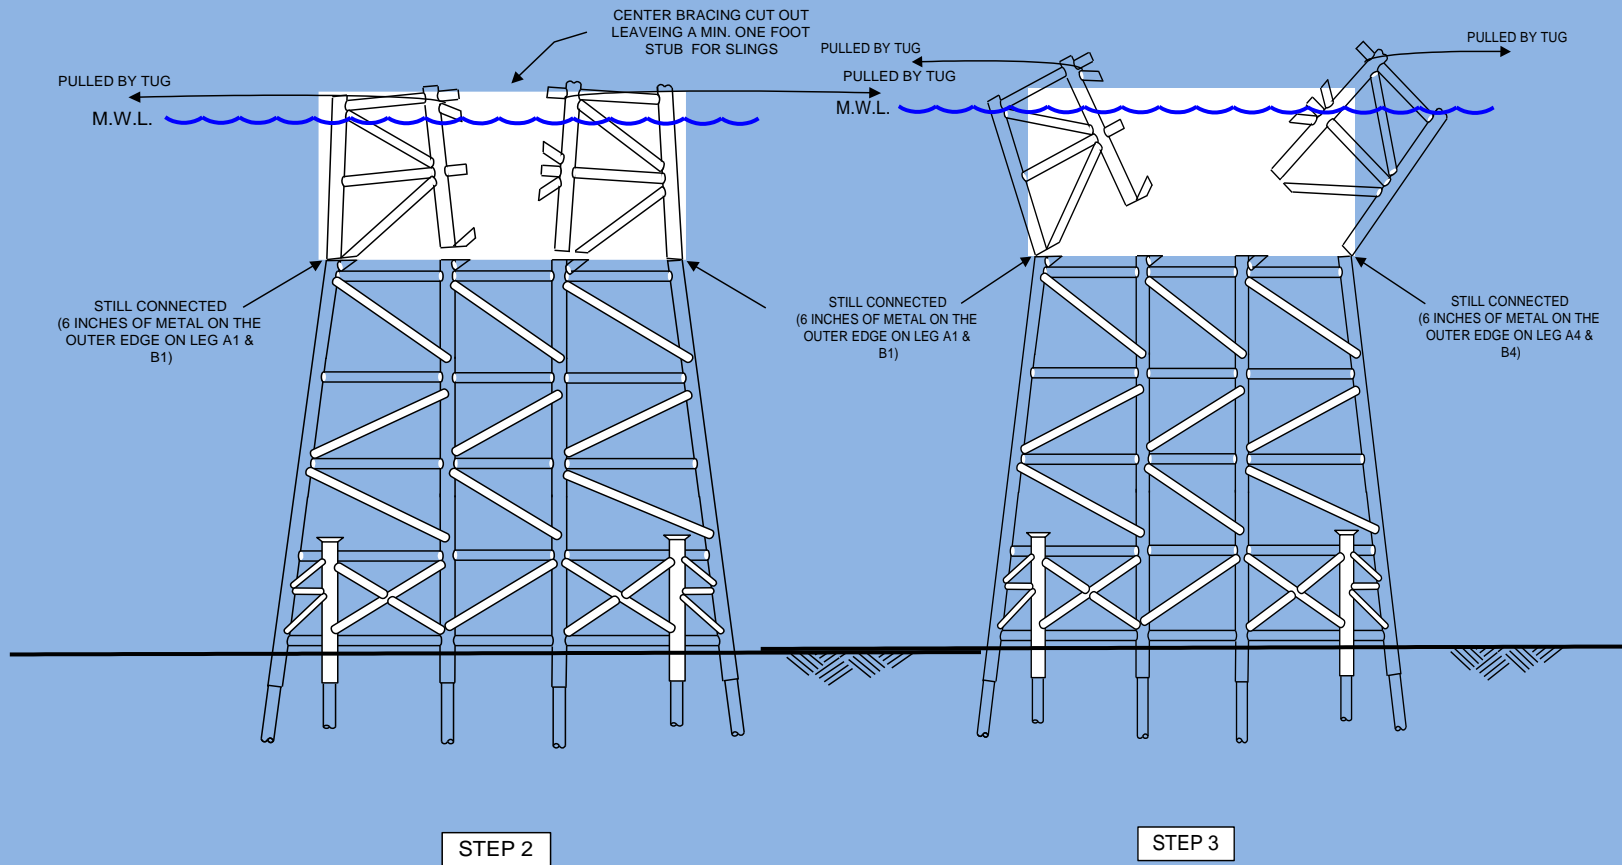 CENTER BRACING CUT OUT
LEAVEING A MIN. ONE FOOT
STUB FOR SLINGS
PULLED BY TUG
M.W.L.
PULLED BY TUG
STILL CONNECTED
(6 INCHES OF METAL ON THE
OUTER EDGE ON LEG A1 &
B1)
STEP 2
PULLED BY TUG
PULLED BY TUG
M.W.L.
STILL CONNECTED
(6 INCHES OF METAL ON THE
OUTER EDGE ON LEG A1 &
B1)
STILL CONNECTED
(6 INCHES OF METAL ON THE
OUTER EDGE ON LEG A4 &
B4)
STEP 3